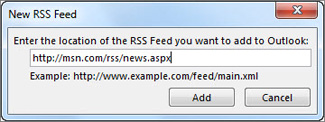 New RSS Feed
Enter the location of the RSS Feed you want to add to Outlook:
http://msn.com/rss/news.aspx
Example: http://www.example.com/feed/main.xml
Add Cancel